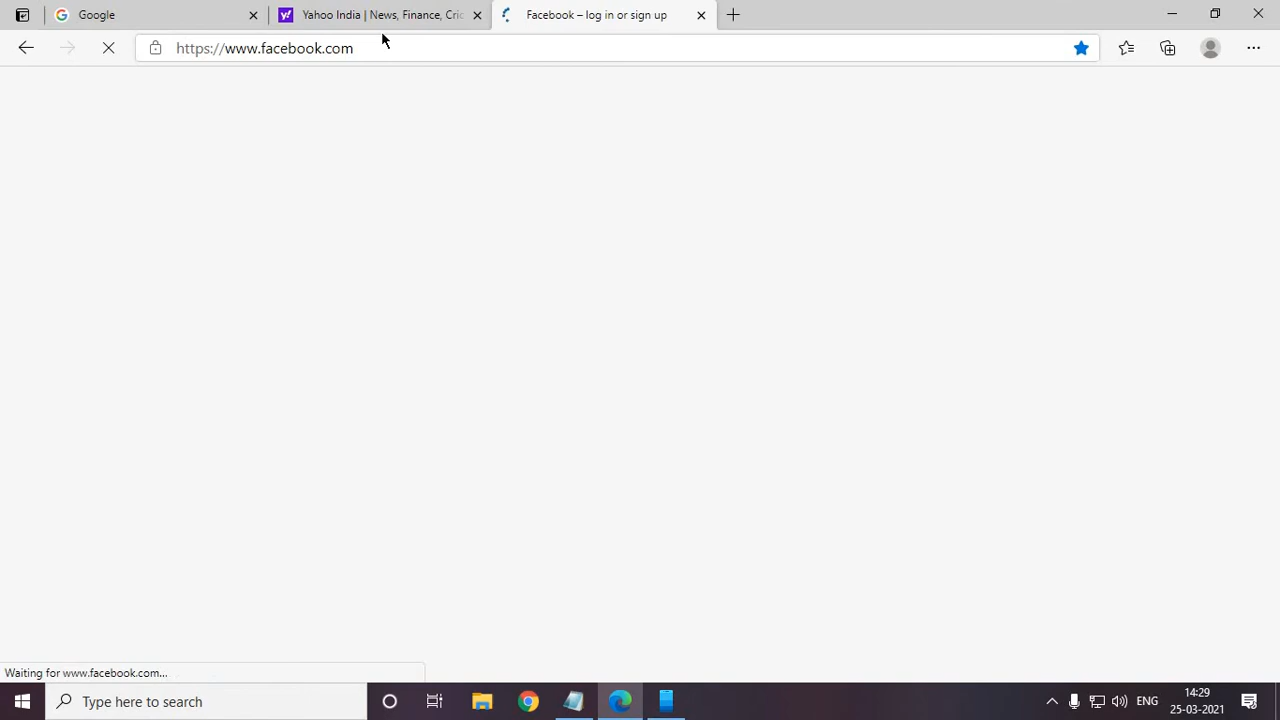 Google
Yahoo India | News, Finance, Cric
Facebook – log in or sign up
https://www.facebook.com
Waiting for www.facebook.com...
Type here to search
ENG
14:29
25-03-2021